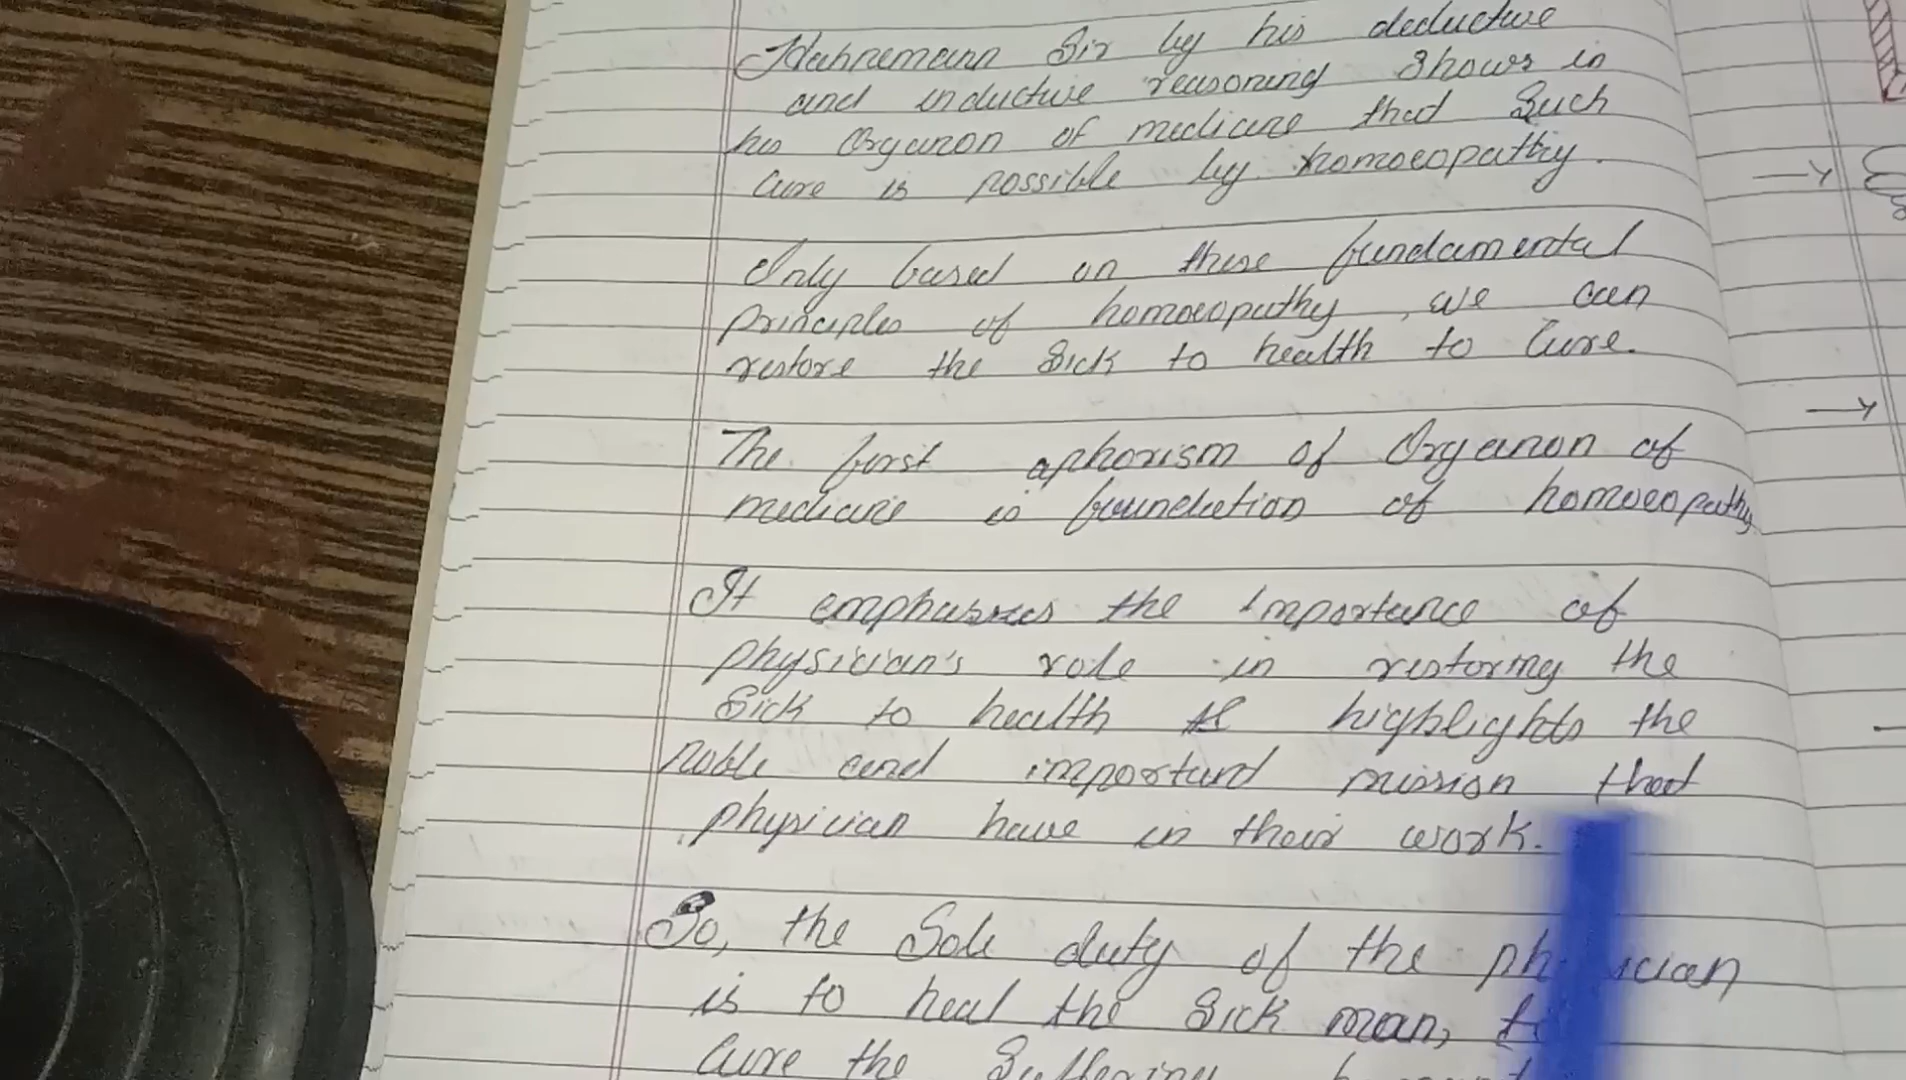 Hahnemann Sir by his deductive
and inductive reasoning shows in
his Organon of medicine that such
cure is possible by homoeopathy.
Only based on these fundamental
principles of homoeopathy, we can
restore the sick to health to cure.
The first aphorism of Organon of
medicine is foundation of homoeopathy
It emphasizes the importance of
physician's role in restoring the
sick to health highlights the
noble and important mission that
physician have in their work.
So, the Sole duty of the
is to heal the sick man,
cure the Suffering